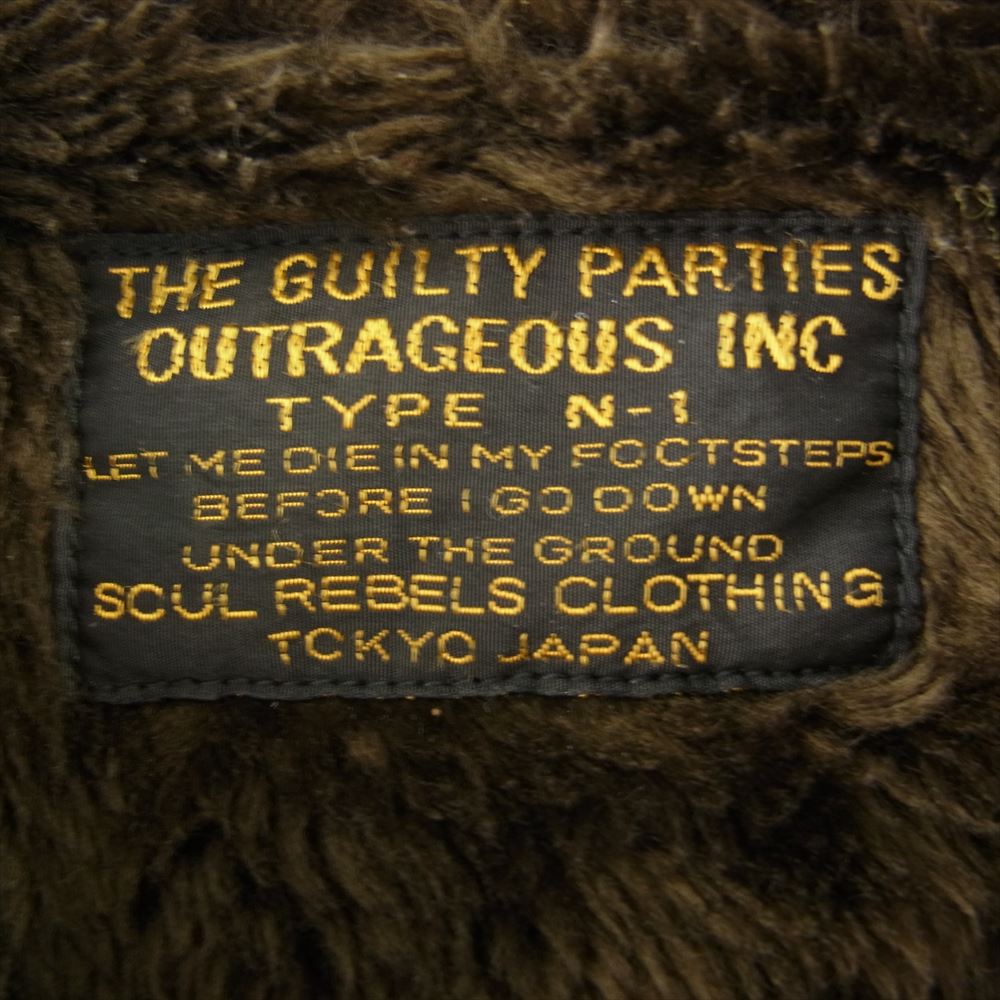 THE GUILTY PARTIES
OUTRAGEOUS INC
TYPE N-1
LET ME DIE IN MY FOOTSTEPS
BEFORE I GO DOWN
UNDER THE GROUND
SOUL REBELS CLOTHING
TOKYO JAPAN